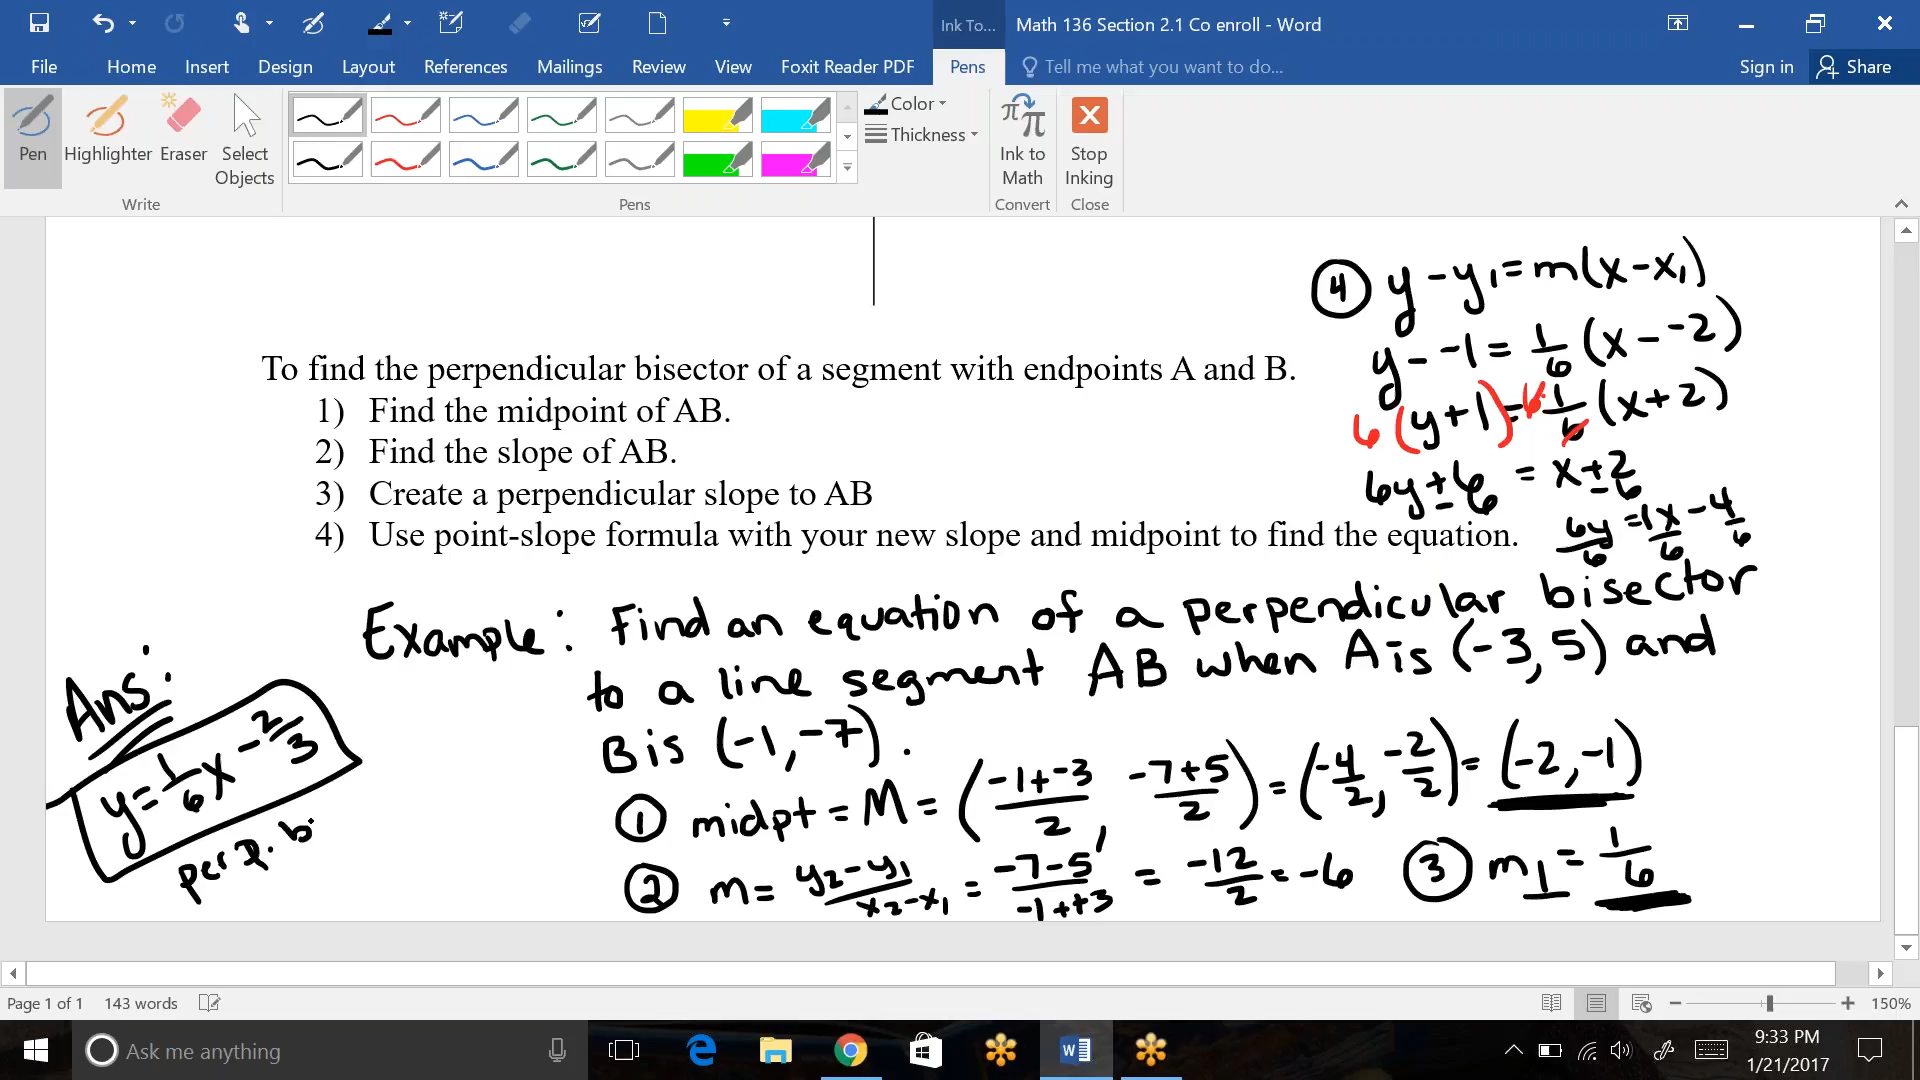 Ink To...
Math 136 Section 2.1 Co enroll - Word
File Home Insert Design Layout References Mailings Review View Foxit Reader PDF Pens Tell me what you want to do... Sign in Share
Pen Highlighter Eraser Select Objects
Color
Thickness
Ink to Math
Stop Inking
Write Pens Convert Close
④ y - y₁ = m(x - x₁)
y - -1 = 1/6 (x - -2)
6 (y + 1) = 6 · 1/6 (x + 2)
6y + 6 = x + 2
- 6 - 6
6y/6 = 1x/6 - 4/6
To find the perpendicular bisector of a segment with endpoints A and B.
1) Find the midpoint of AB.
2) Find the slope of AB.
3) Create a perpendicular slope to AB
4) Use point-slope formula with your new slope and midpoint to find the equation.
Example: Find an equation of a perpendicular bisector
to a line segment AB when A is (-3, 5) and
B is (-1, -7).
① midpt = M = (-1+-3/2, -7+5/2) = (-4/2, -2/2) = (-2, -1)
② m = y₂-y₁/x₂-x₁ = -7-5/-1++3 = -12/2 = -6 ③ m⊥ = 1/6
Ans:
y = 1/6 x - 2/3
perp. b
Page 1 of 1 143 words 150%
Ask me anything
9:33 PM
1/21/2017